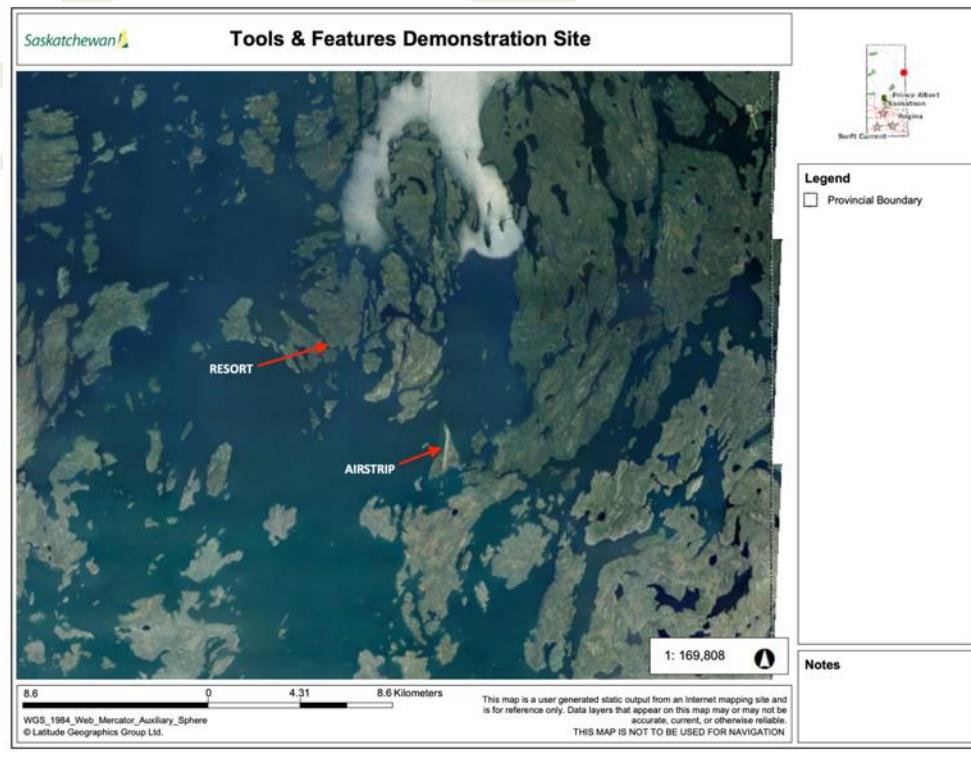 Saskatchewan
Tools & Features Demonstration Site
Prince Albert
Saskatoon
Regina
Swift Current
Legend
Provincial Boundary
RESORT
AIRSTRIP
1: 169,808
Notes
8.6 0 4.31 8.6 Kilometers
WGS_1984_Web_Mercator_Auxiliary_Sphere
© Latitude Geographics Group Ltd.
This map is a user generated static output from an Internet mapping site and
is for reference only. Data layers that appear on this map may or may not be
accurate, current, or otherwise reliable.
THIS MAP IS NOT TO BE USED FOR NAVIGATION